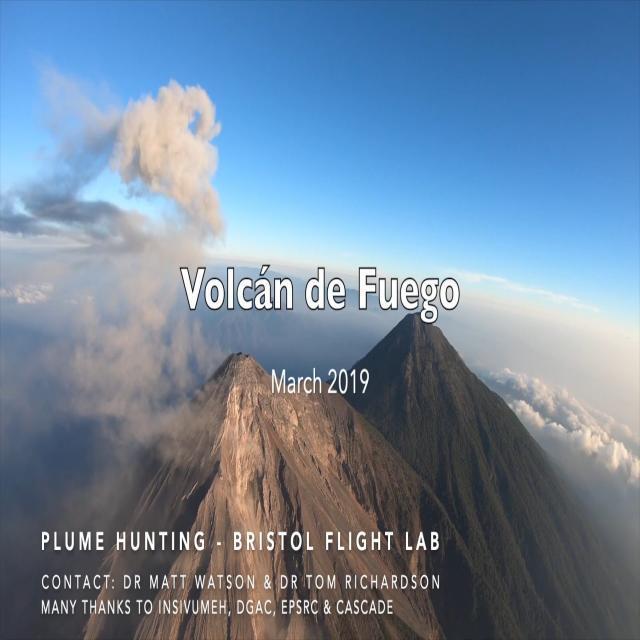 Volcán de Fuego
March 2019
PLUME HUNTING - BRISTOL FLIGHT LAB
CONTACT: DR MATT WATSON & DR TOM RICHARDSON
MANY THANKS TO INSIVUMEH, DGAC, EPSRC & CASCADE